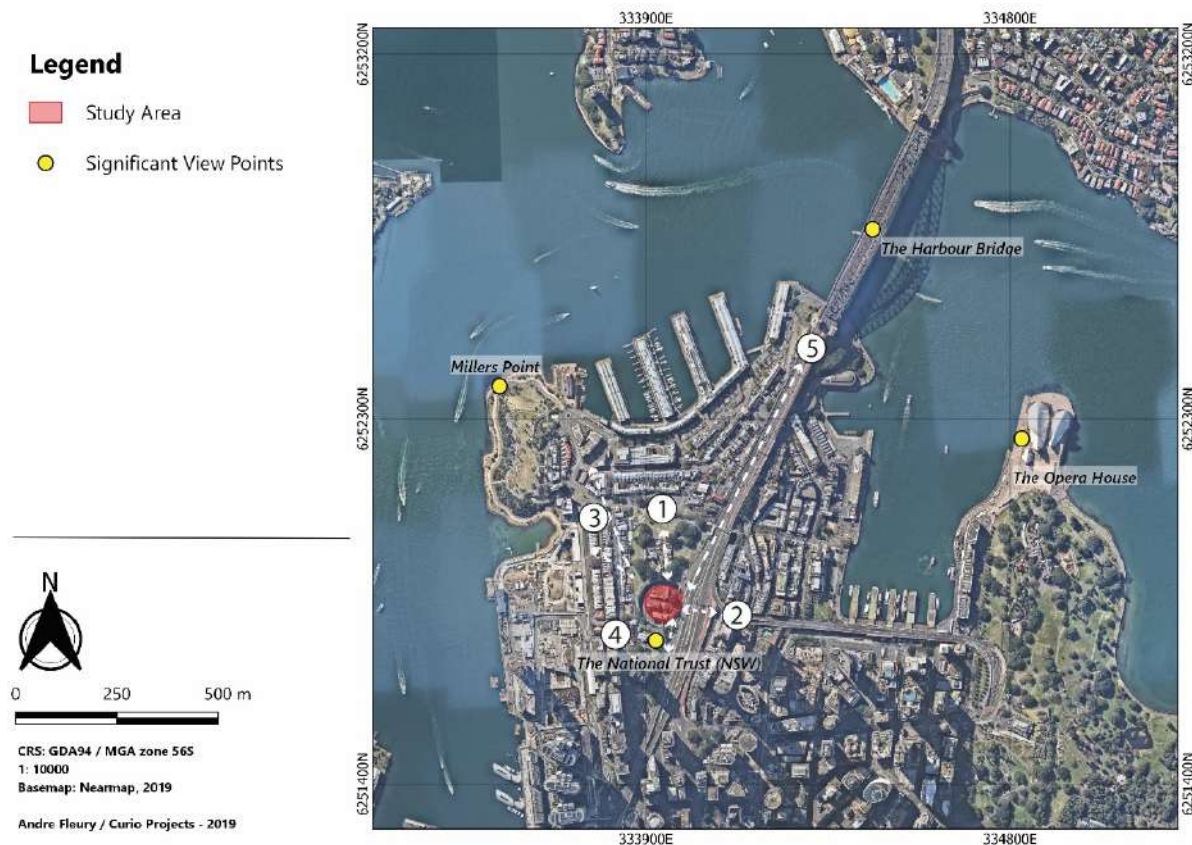 Legend
Study Area
Significant View Points
N
0 250 500 m
CRS: GDA94 / MGA zone 56S
1: 10000
Basemap: Nearmap, 2019
Andre Fleury / Curio Projects - 2019
333900E 334800E
6253200N 6253200N
The Harbour Bridge
5
Millers Point
6252300N 6252300N
The Opera House
1
3
2
4
The National Trust (NSW)
6251400N 6251400N
333900E 334800E